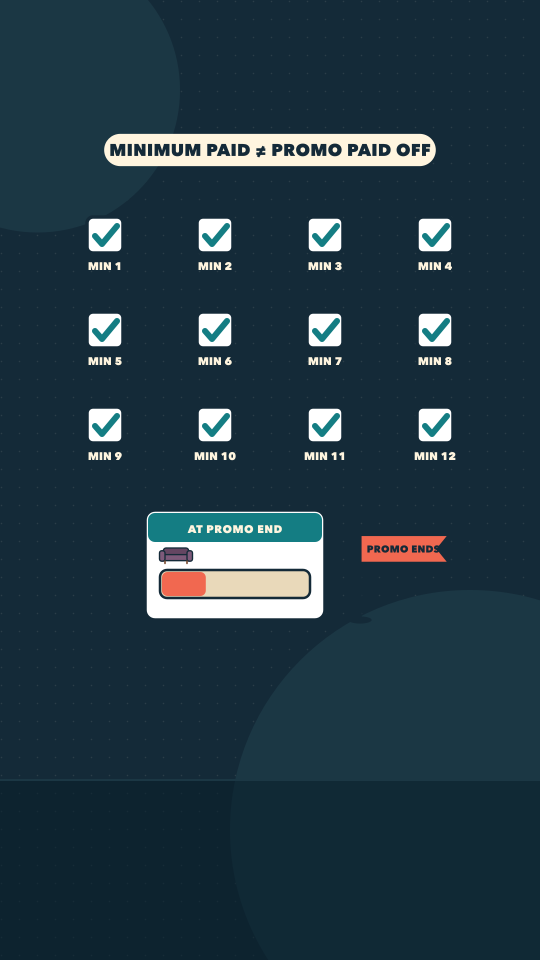 MINIMUM PAID ≠ PROMO PAID OFF
MIN 1 MIN 2 MIN 3 MIN 4
MIN 5 MIN 6 MIN 7 MIN 8
MIN 9 MIN 10 MIN 11 MIN 12
AT PROMO END
PROMO ENDS